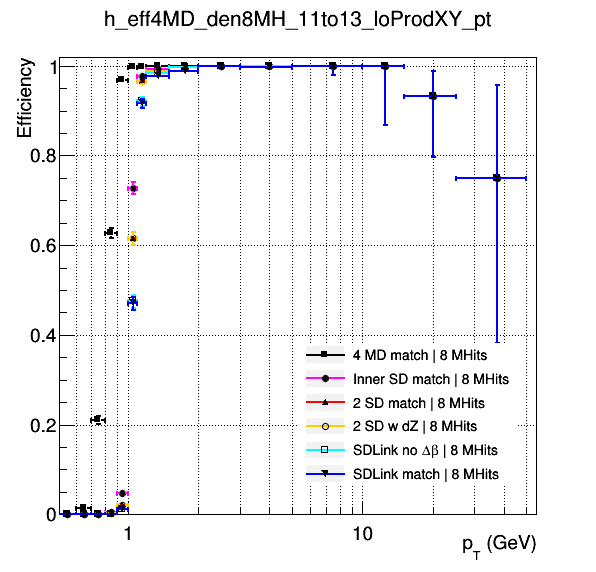 h_eff4MD_den8MH_11to13_loProdXY_pt
Efficiency
1
0.8
0.6
0.4
0.2
0
4 MD match | 8 MHits
Inner SD match | 8 MHits
2 SD match | 8 MHits
2 SD w dZ | 8 MHits
SDLink no Δβ | 8 MHits
SDLink match | 8 MHits
1 10
p_T (GeV)